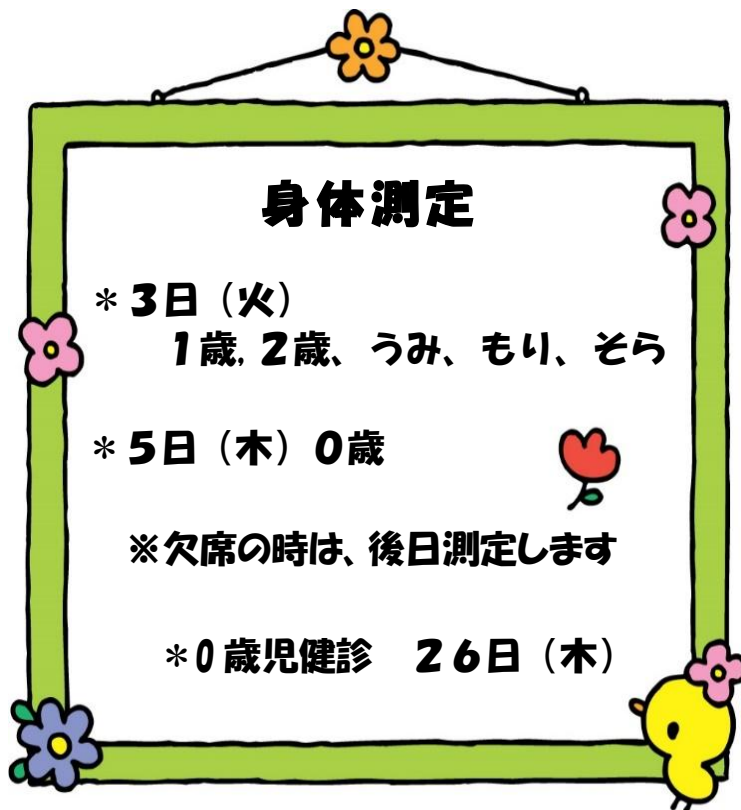 身体測定
＊３日（火）
１歳，２歳、うみ、もり、そら
＊５日（木）０歳
※欠席の時は、後日測定します
＊０歳児健診　２６日（木）